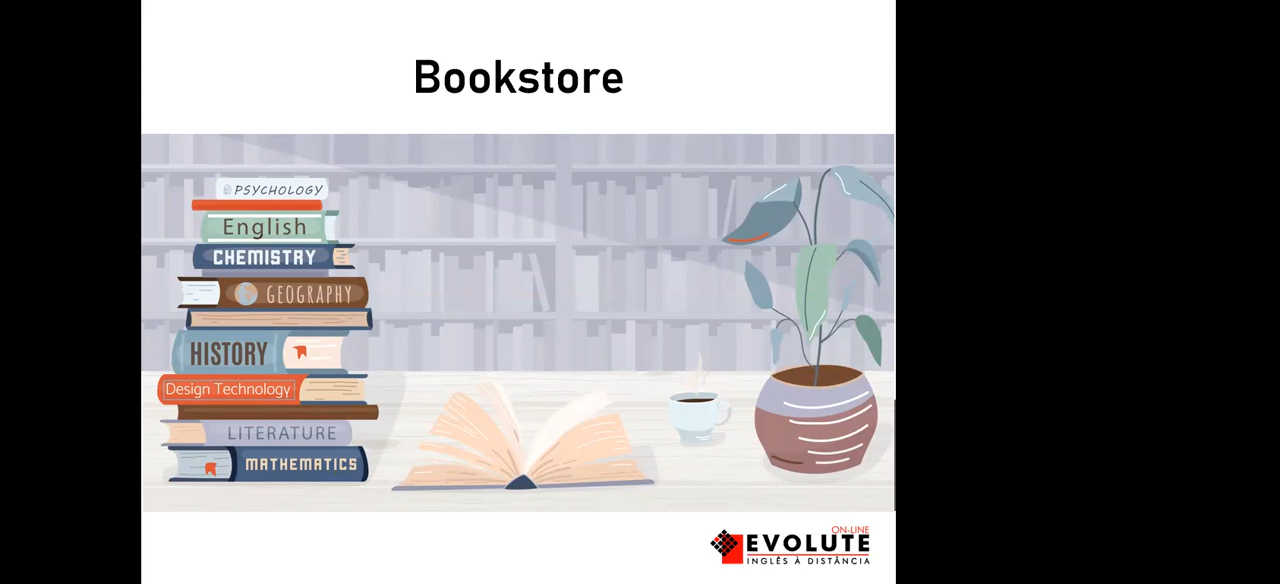 Bookstore
PSYCHOLOGY
English
CHEMISTRY
GEOGRAPHY
HISTORY
Design Technology
LITERATURE
MATHEMATICS
ON-LINE
EVOLUTE
INGLÊS À DISTÂNCIA